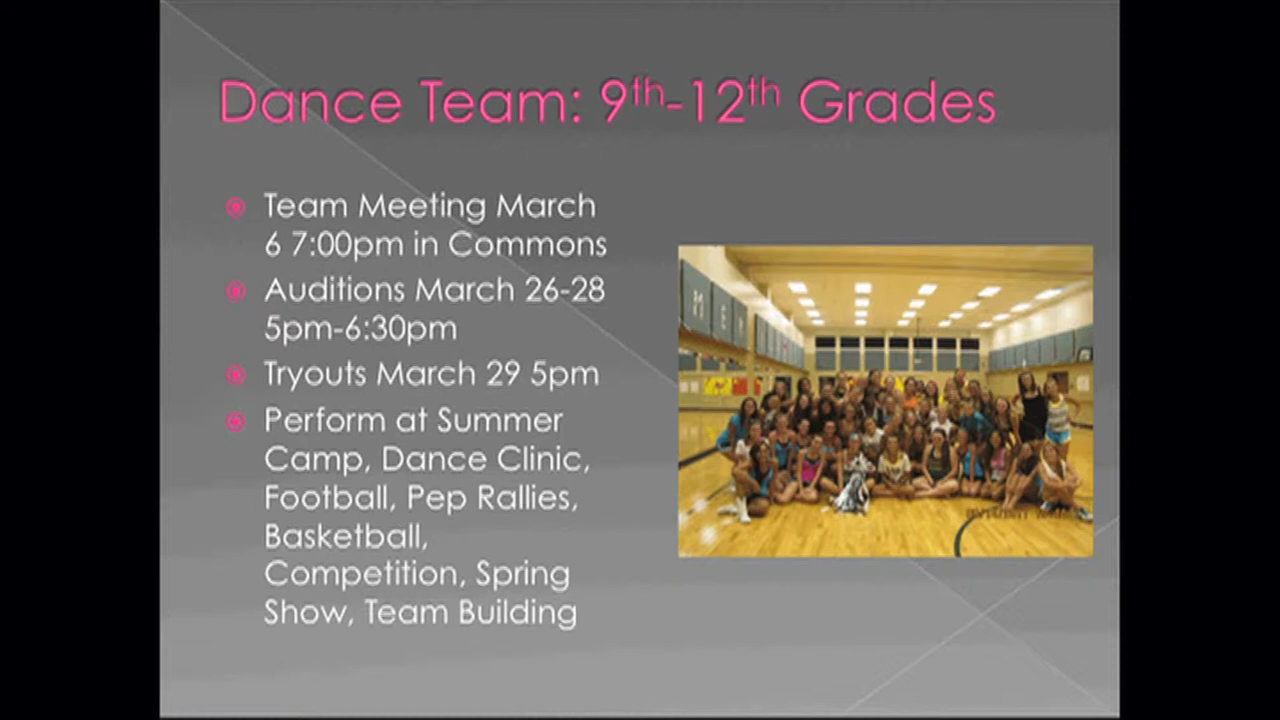 Dance Team: 9th-12th Grades
Team Meeting March
6 7:00pm in Commons
Auditions March 26-28
5pm-6:30pm
Tryouts March 29 5pm
Perform at Summer
Camp, Dance Clinic,
Football, Pep Rallies,
Basketball,
Competition, Spring
Show, Team Building